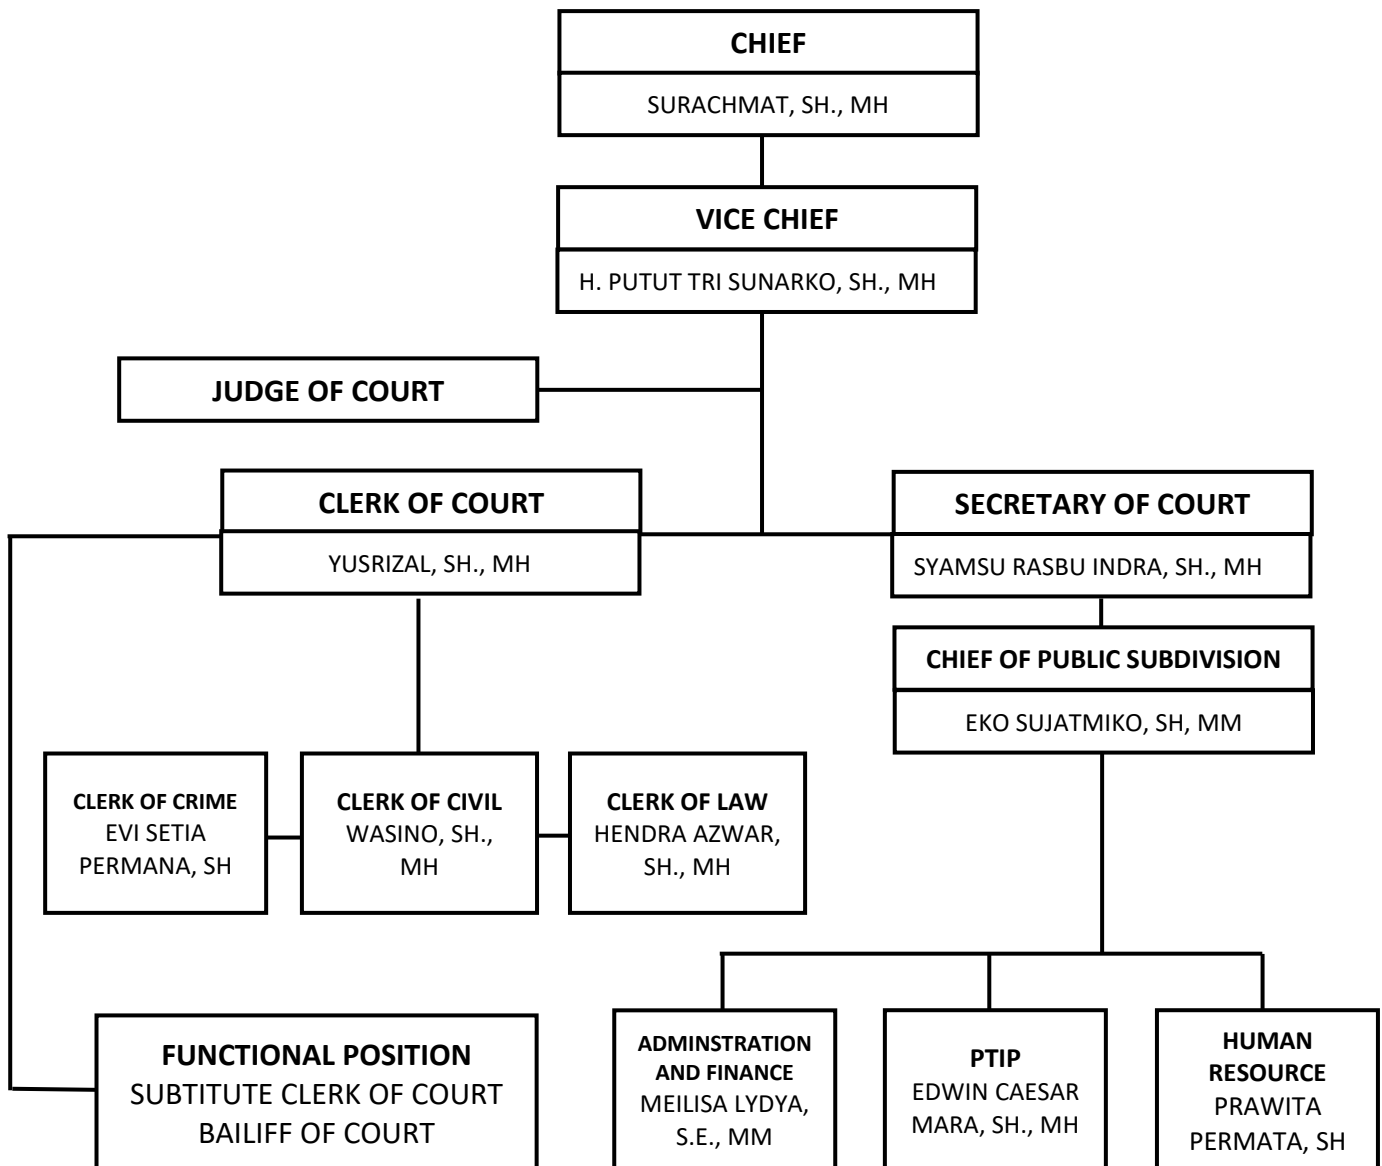 CHIEF
SURACHMAT, SH., MH
VICE CHIEF
H. PUTUT TRI SUNARKO, SH., MH
JUDGE OF COURT
CLERK OF COURT
YUSRIZAL, SH., MH
SECRETARY OF COURT
SYAMSU RASBU INDRA, SH., MH
CHIEF OF PUBLIC SUBDIVISION
EKO SUJATMIKO, SH, MM
CLERK OF CRIME
EVI SETIA
PERMANA, SH
CLERK OF CIVIL
WASINO, SH.,
MH
CLERK OF LAW
HENDRA AZWAR,
SH., MH
FUNCTIONAL POSITION
SUBTITUTE CLERK OF COURT
BAILIFF OF COURT
ADMINSTRATION
AND FINANCE
MEILISA LYDYA,
S.E., MM
PTIP
EDWIN CAESAR
MARA, SH., MH
HUMAN
RESOURCE
PRAWITA
PERMATA, SH